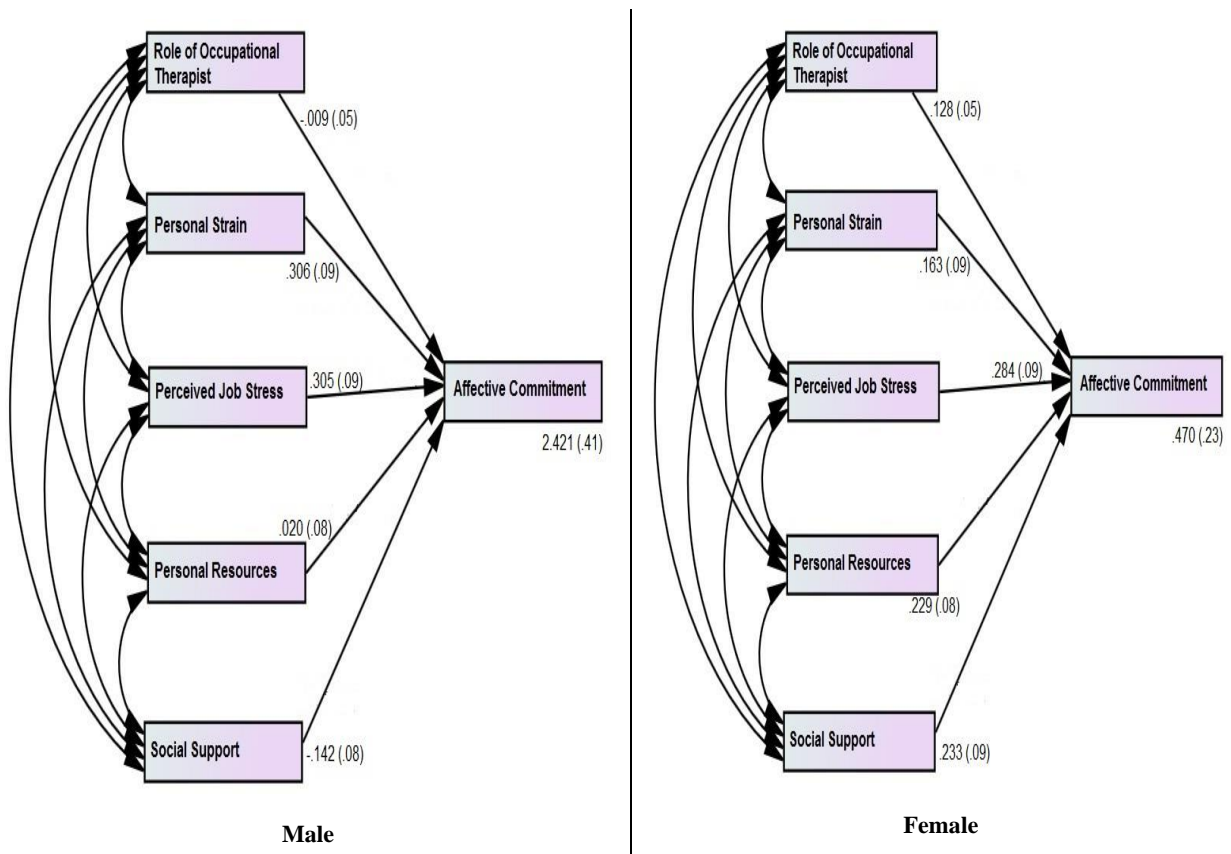 Role of Occupational
Therapist
-.009 (.05)
Personal Strain
.306 (.09)
Perceived Job Stress
.305 (.09)
Affective Commitment
2.421 (.41)
.020 (.08)
Personal Resources
Social Support
-.142 (.08)
Male
Role of Occupational
Therapist
.128 (.05)
Personal Strain
.163 (.09)
Perceived Job Stress
.284 (.09)
Affective Commitment
.470 (.23)
Personal Resources
.229 (.08)
Social Support
.233 (.09)
Female